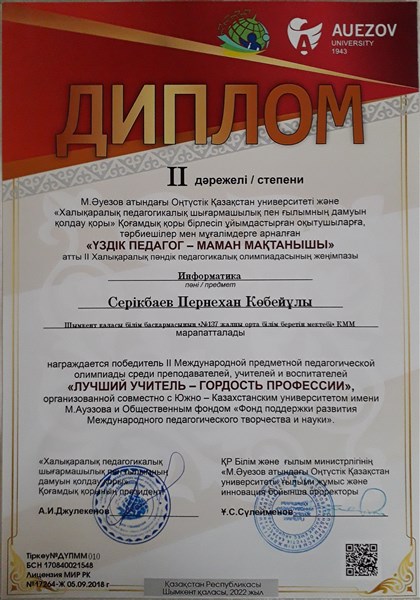 AUEZOV
UNIVERSITY
1943
ДИПЛОМ
II дәрежелі / степени
М.Әуезов атындағы Оңтүстік Қазақстан университеті және
«Халықаралық педагогикалық шығармашылық пен ғылымның дамуын
қолдау қоры» Қоғамдық қоры бірлесіп ұйымдастырған оқытушыларға,
тәрбиешілер мен мұғалімдерге арналған
«ҮЗДІК ПЕДАГОГ – МАМАН МАҚТАНЫШЫ»
атты II Халықаралық пәндік педагогикалық олимпиадасының жеңімпазы
Информатика
пәні / предмет
Серікбаев Пернехан Көбейұлы
Шымкент қаласы білім басқармасының «№137 жалпы орта білім беретін мектебі» КММ
марапатталады
награждается победитель II Международной предметной педагогической
олимпиады среди преподавателей, учителей и воспитателей
«ЛУЧШИЙ УЧИТЕЛЬ – ГОРДОСТЬ ПРОФЕССИИ»,
организованной совместно с Южно – Казахстанским университетом имени
М.Ауэзова и Общественным фондом «Фонд поддержки развития
Международного педагогического творчества и науки».
«Халықаралық педагогикалық
шығармашылық пен ғылымның
дамуын қолдау қоры»
Қоғамдық қорының президенті
А.И.Джулекенов
ҚР Білім және ғылым министрлігінің
«М.Әуезов атындағы Оңтүстік Қазақстан
университеті ғылыми жұмыс және
инновация бойынша проректоры
Ұ.С.Сүлейменов
Тіркеу№ДҮПММ 010
БСН 170840021548
Лицензия МИР РК
№17264-Ж 05.09.2018 г
Қазақстан Республикасы
Шымкент қаласы, 2022 жыл